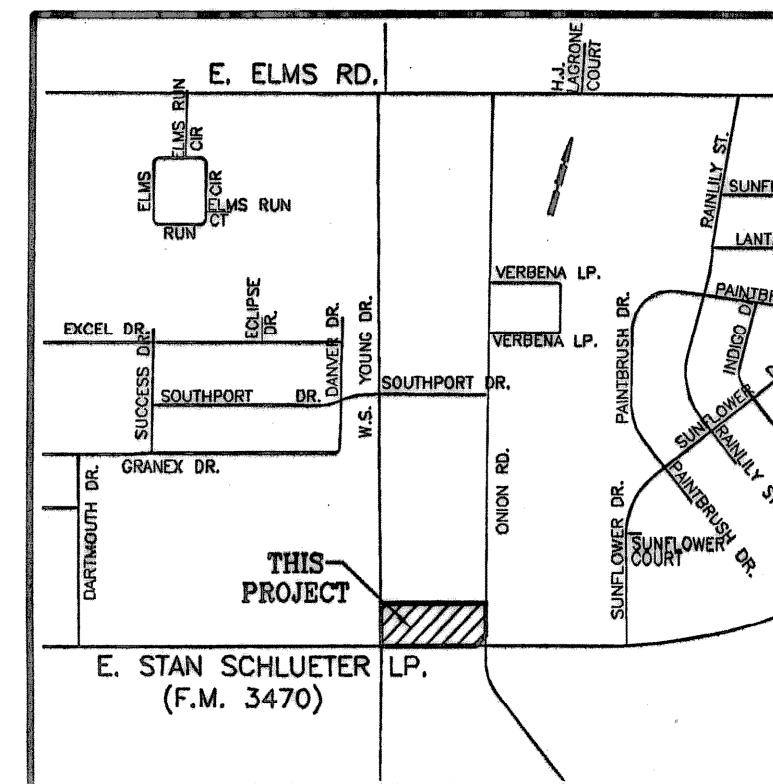 H.J.
LAGRONE
COURT
E. ELMS RD.
ELMS RUN
CIR
ELMS
CIR
ELMS RUN
CT
RUN
RAINLILY ST.
VERBENA LP.
ECLIPSE
DR.
EXCEL DR.
DANVER DR.
W.S. YOUNG DR.
VERBENA LP.
PAINTBRUSH DR.
INDIGO
SUCCESS DR.
SOUTHPORT DR.
SOUTHPORT DR.
SUNFLOWER
GRANEX DR.
ONION RD.
RAINLILY ST.
DARTMOUTH DR.
PAINTBRUSH DR.
SUNFLOWER DR.
SUNFLOWER
COURT
THIS
PROJECT
E. STAN SCHLUETER LP.
(F.M. 3470)